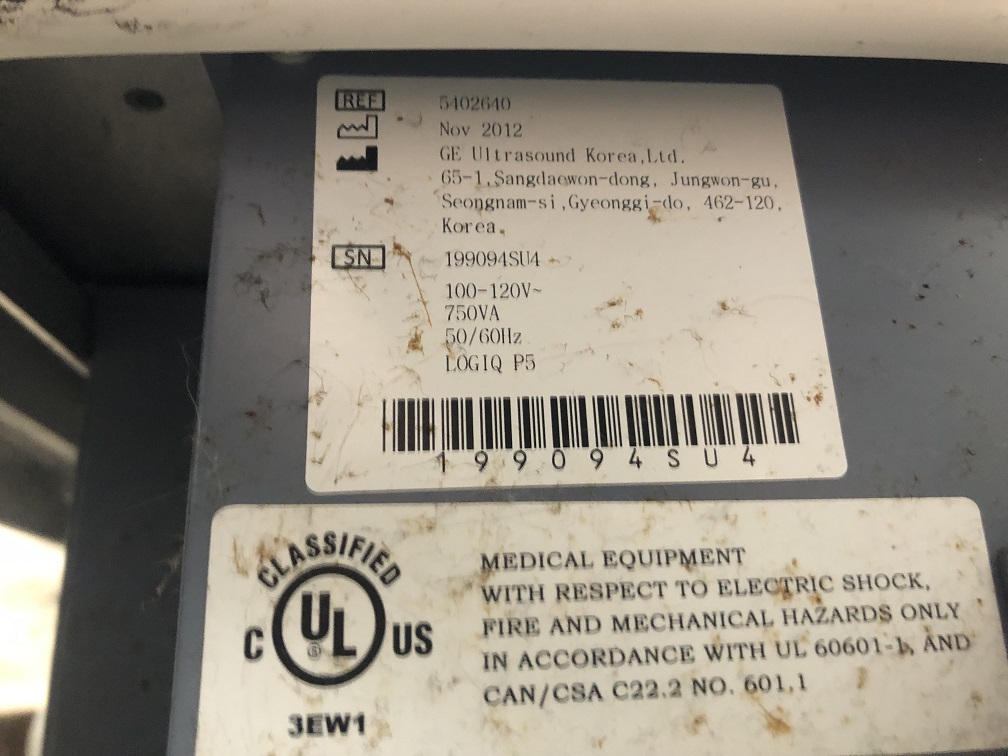 REF 5402640
Nov 2012
GE Ultrasound Korea,Ltd.
65-1,Sangdaewon-dong, Jungwon-gu,
Seongnam-si,Gyeonggi-do, 462-120,
Korea.
SN 199094SU4
100-120V~
750VA
50/60Hz
LOGIQ P5
199094SU4
CLASSIFIED
C UL US
®
3EW1
MEDICAL EQUIPMENT
WITH RESPECT TO ELECTRIC SHOCK,
FIRE AND MECHANICAL HAZARDS ONLY
IN ACCORDANCE WITH UL 60601-1, AND
CAN/CSA C22.2 NO. 601.1